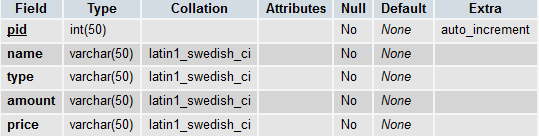 Field Type Collation Attributes Null Default Extra
pid int(50) No None auto_increment
name varchar(50) latin1_swedish_ci No None
type varchar(50) latin1_swedish_ci No None
amount varchar(50) latin1_swedish_ci No None
price varchar(50) latin1_swedish_ci No None